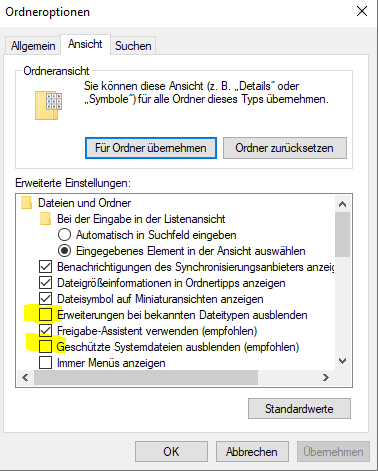 Ordneroptionen
Allgemein Ansicht Suchen
Ordneransicht
Sie können diese Ansicht (z. B. „Details" oder
„Symbole") für alle Ordner dieses Typs übernehmen.
Für Ordner übernehmen Ordner zurücksetzen
Erweiterte Einstellungen:
Dateien und Ordner
Bei der Eingabe in der Listenansicht
Automatisch in Suchfeld eingeben
Eingegebenes Element in der Ansicht auswählen
Benachrichtigungen des Synchronisierungsanbieters anzeig
Dateigrößeinformationen in Ordnertipps anzeigen
Dateisymbol auf Miniaturansichten anzeigen
Erweiterungen bei bekannten Dateitypen ausblenden
Freigabe-Assistent verwenden (empfohlen)
Geschützte Systemdateien ausblenden (empfohlen)
Immer Menüs anzeigen
Standardwerte
OK Abbrechen Übernehmen